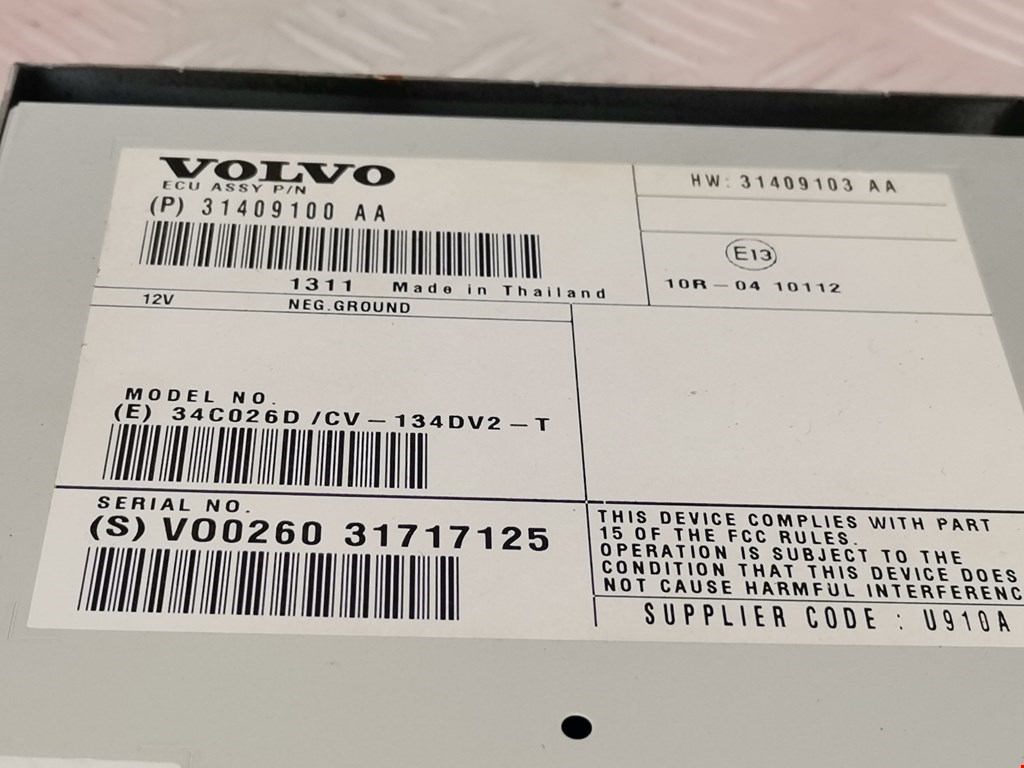 VOLVO
ECU ASSY P/N
(P) 31409100 AA
1311 Made in Thailand
12V NEG.GROUND
HW: 31409103 AA
E13
10R-04 10112
MODEL NO.
(E) 34C026D /CV-134DV2-T
SERIAL NO.
(S) VO0260 31717125
THIS DEVICE COMPLIES WITH PART
15 OF THE FCC RULES.
OPERATION IS SUBJECT TO THE
CONDITION THAT THIS DEVICE DOES
NOT CAUSE HARMFUL INTERFERENC
SUPPLIER CODE : U910A